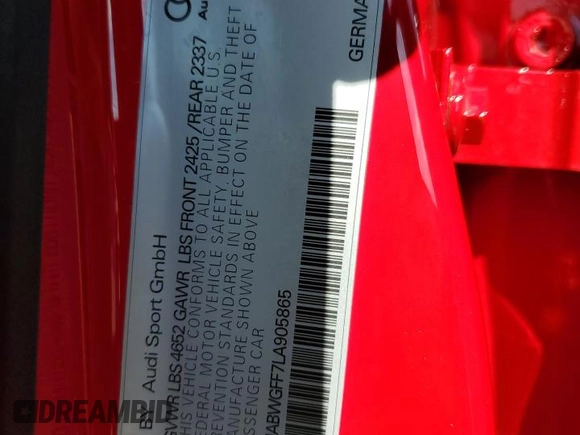 Au
BY Audi Sport GmbH
GVWR LBS 4652 GAWR LBS FRONT 2425 /REAR 2337
THIS VEHICLE CONFORMS TO ALL APPLICABLE U.S.
FEDERAL MOTOR VEHICLE SAFETY, BUMPER AND THEFT
PREVENTION STANDARDS IN EFFECT ON THE DATE OF
MANUFACTURE SHOWN ABOVE
PASSENGER CAR
ABWGFF7LA905865
GERMA
DREAMBID